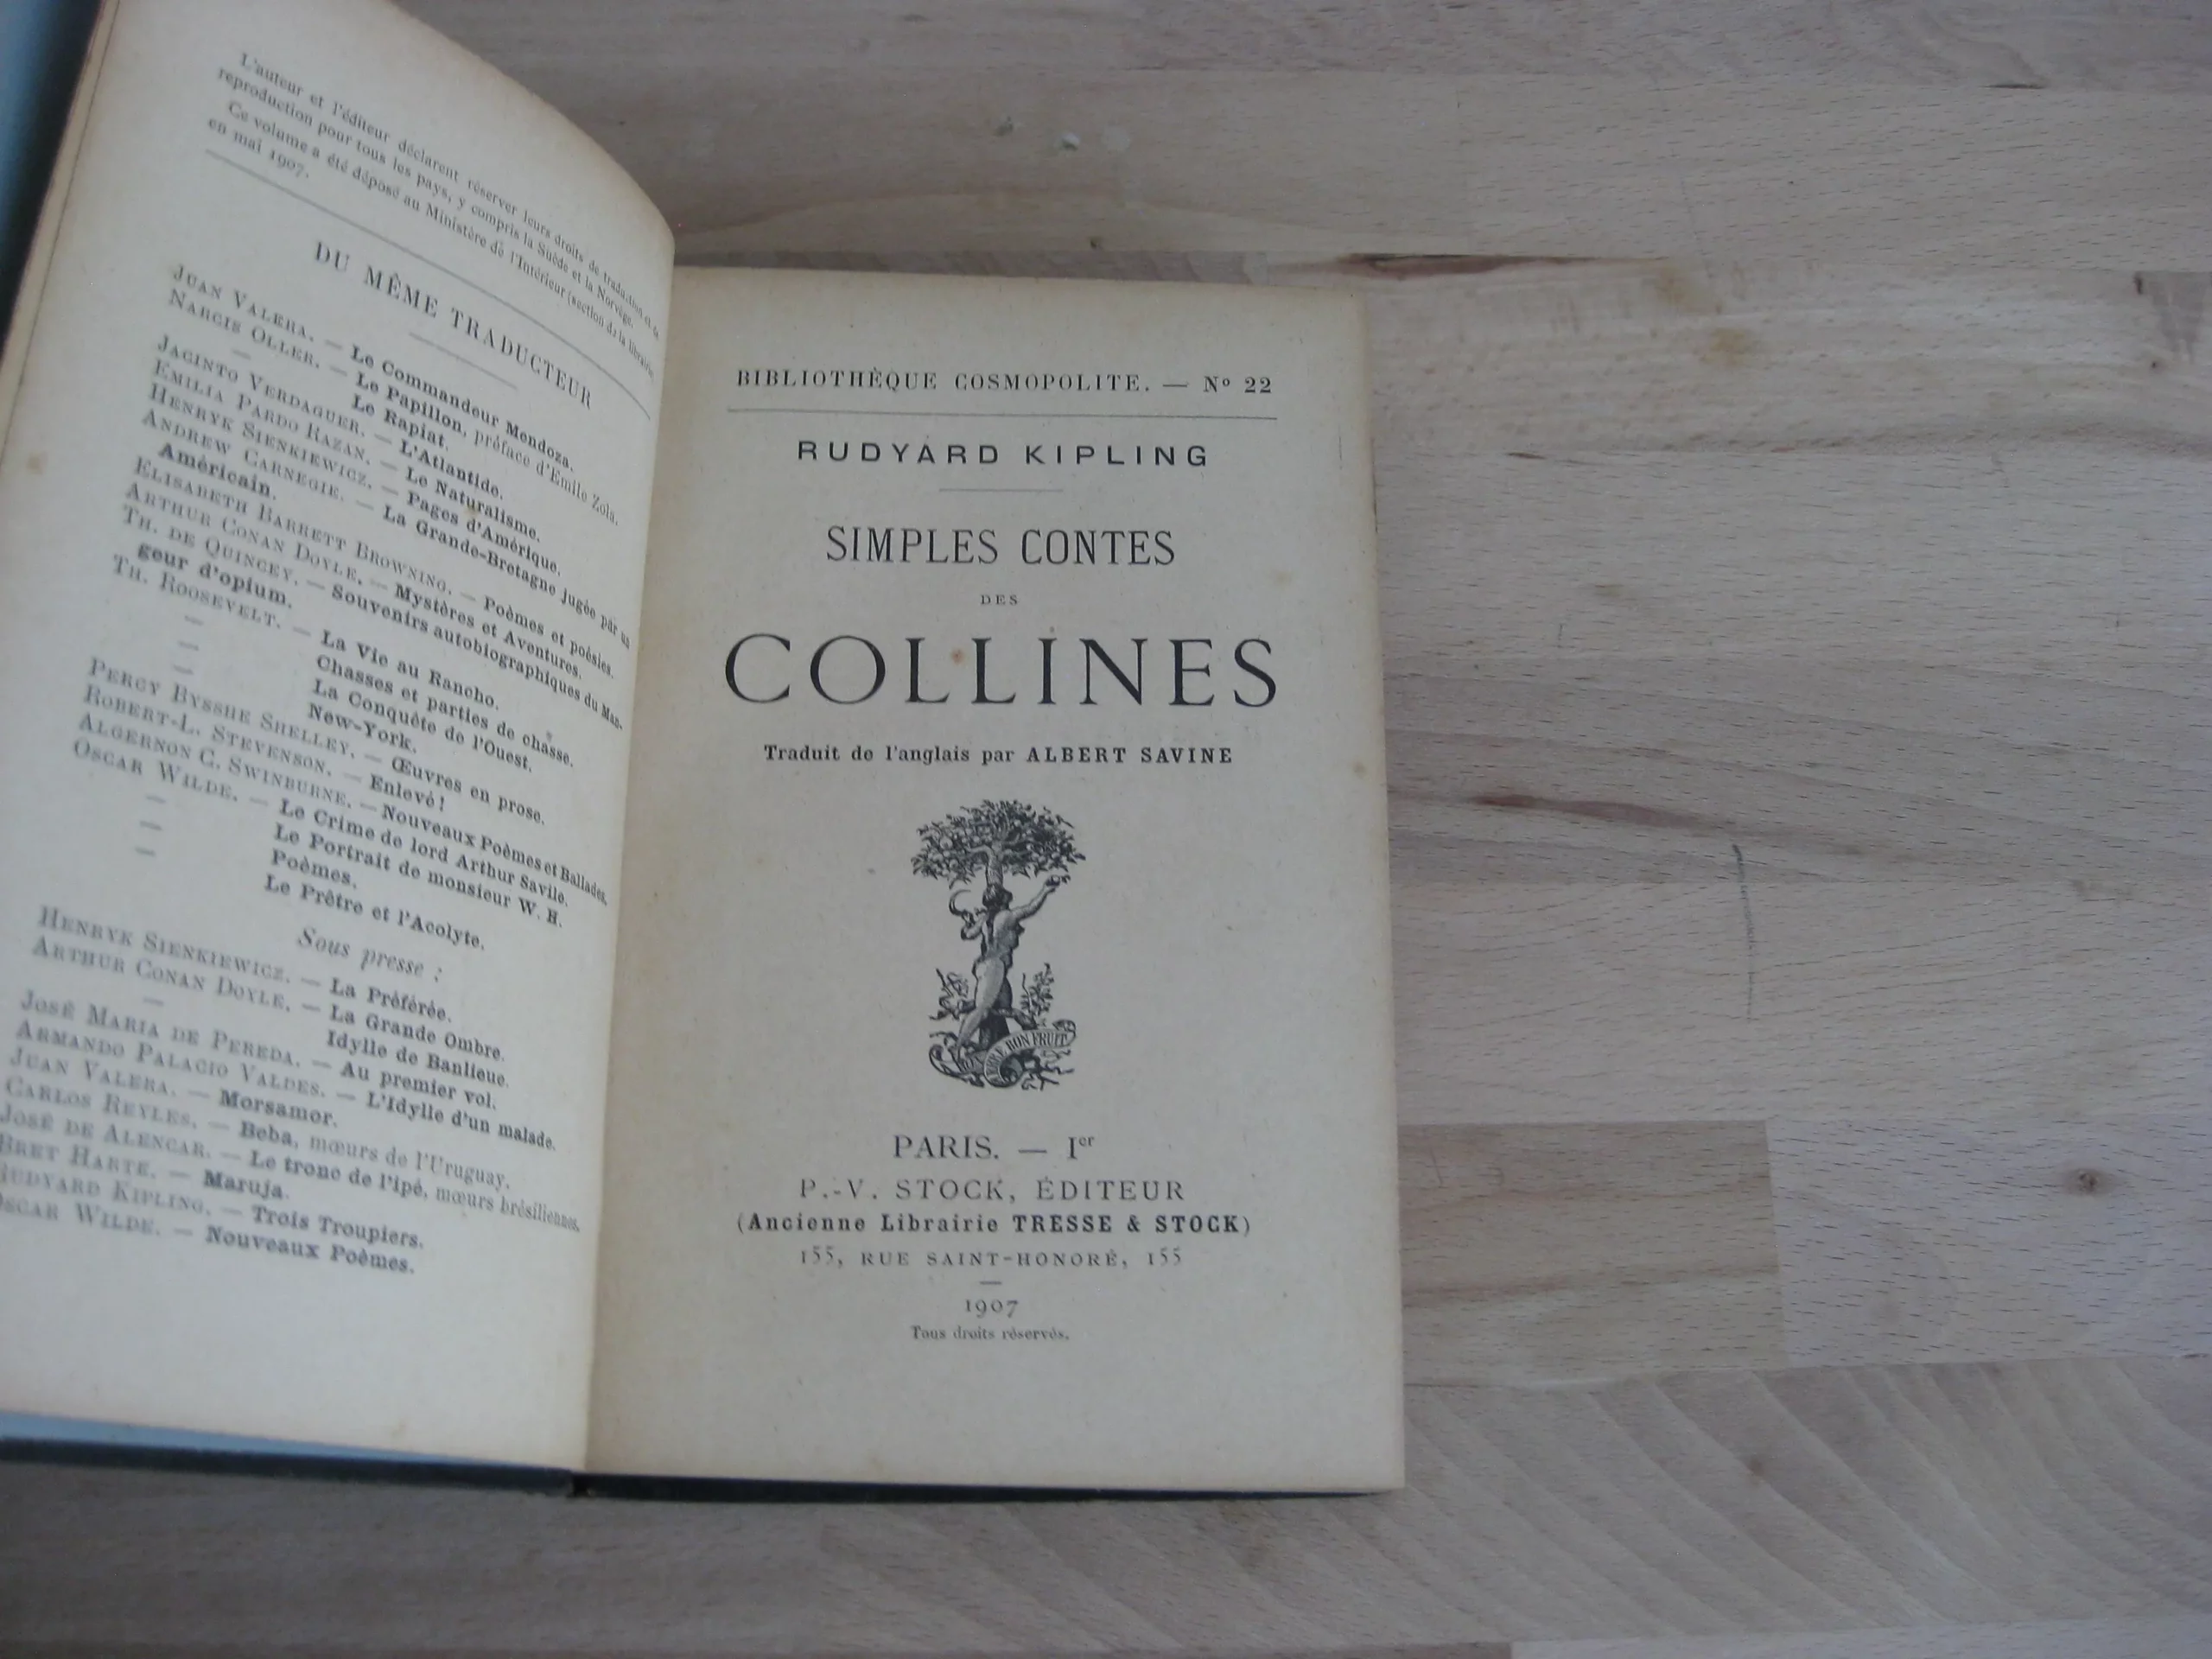 L'auteur et l'éditeur déclarent réserver leurs droits de traduction et de
reproduction pour tous les pays, y compris la Suède et la Norvège.
Ce volume a été déposé au Ministère de l'Intérieur (section de la librairie)
en mai 1907.
DU MÊME TRADUCTEUR
JUAN VALERA. — Le Commandeur Mendoza.
NARCIS OLLER. — Le Papillon, préface d'Emile Zola.
— Le Rapiat.
JACINTO VERDAGUER. — L'Atlantide.
EMILIA PARDO BAZAN. — Le Naturalisme.
HENRYK SIENKIEWICZ. — Pages d'Amérique.
ANDREW CARNEGIE. — La Grande-Bretagne jugée par un
Américain.
ELISABETH BARRETT BROWNING. — Poèmes et poésies.
ARTHUR CONAN DOYLE. — Mystères et Aventures.
TH. DE QUINCEY. — Souvenirs autobiographiques du Man-
geur d'opium.
TH. ROOSEVELT. — La Vie au Rancho.
— Chasses et parties de chasse.
— La Conquête de l'Ouest.
— New-York.
PERCY BYSSHE SHELLEY. — Œuvres en prose.
ROBERT-L. STEVENSON. — Enlevé!
ALGERNON C. SWINBURNE. — Nouveaux Poèmes et Ballades.
OSCAR WILDE. — Le Crime de lord Arthur Savile.
— Le Portrait de monsieur W. H.
— Poèmes.
— Le Prêtre et l'Acolyte.
Sous presse :
HENRYK SIENKIEWICZ. — La Préférée.
ARTHUR CONAN DOYLE. — La Grande Ombre.
— Idylle de Banlieue.
JOSÉ MARIA DE PEREDA. — Au premier vol.
ARMANDO PALACIO VALDES. — L'Idylle d'un malade.
JUAN VALERA. — Morsamor.
CARLOS REYLES. — Beba, mœurs de l'Uruguay.
JOSÉ DE ALENCAR. — Le tronc de l'ipé, mœurs brésiliennes.
BRET HARTE. — Maruja.
RUDYARD KIPLING. — Trois Troupiers.
OSCAR WILDE. — Nouveaux Poèmes.
BIBLIOTHÈQUE COSMOPOLITE. — No 22
RUDYARD KIPLING
SIMPLES CONTES
DES
COLLINES
Traduit de l'anglais par ALBERT SAVINE
ARBRE BON FRUIT
PARIS. — Ier
P.-V. STOCK, ÉDITEUR
(Ancienne Librairie TRESSE & STOCK)
155, RUE SAINT-HONORÉ, 155
1907
Tous droits réservés.